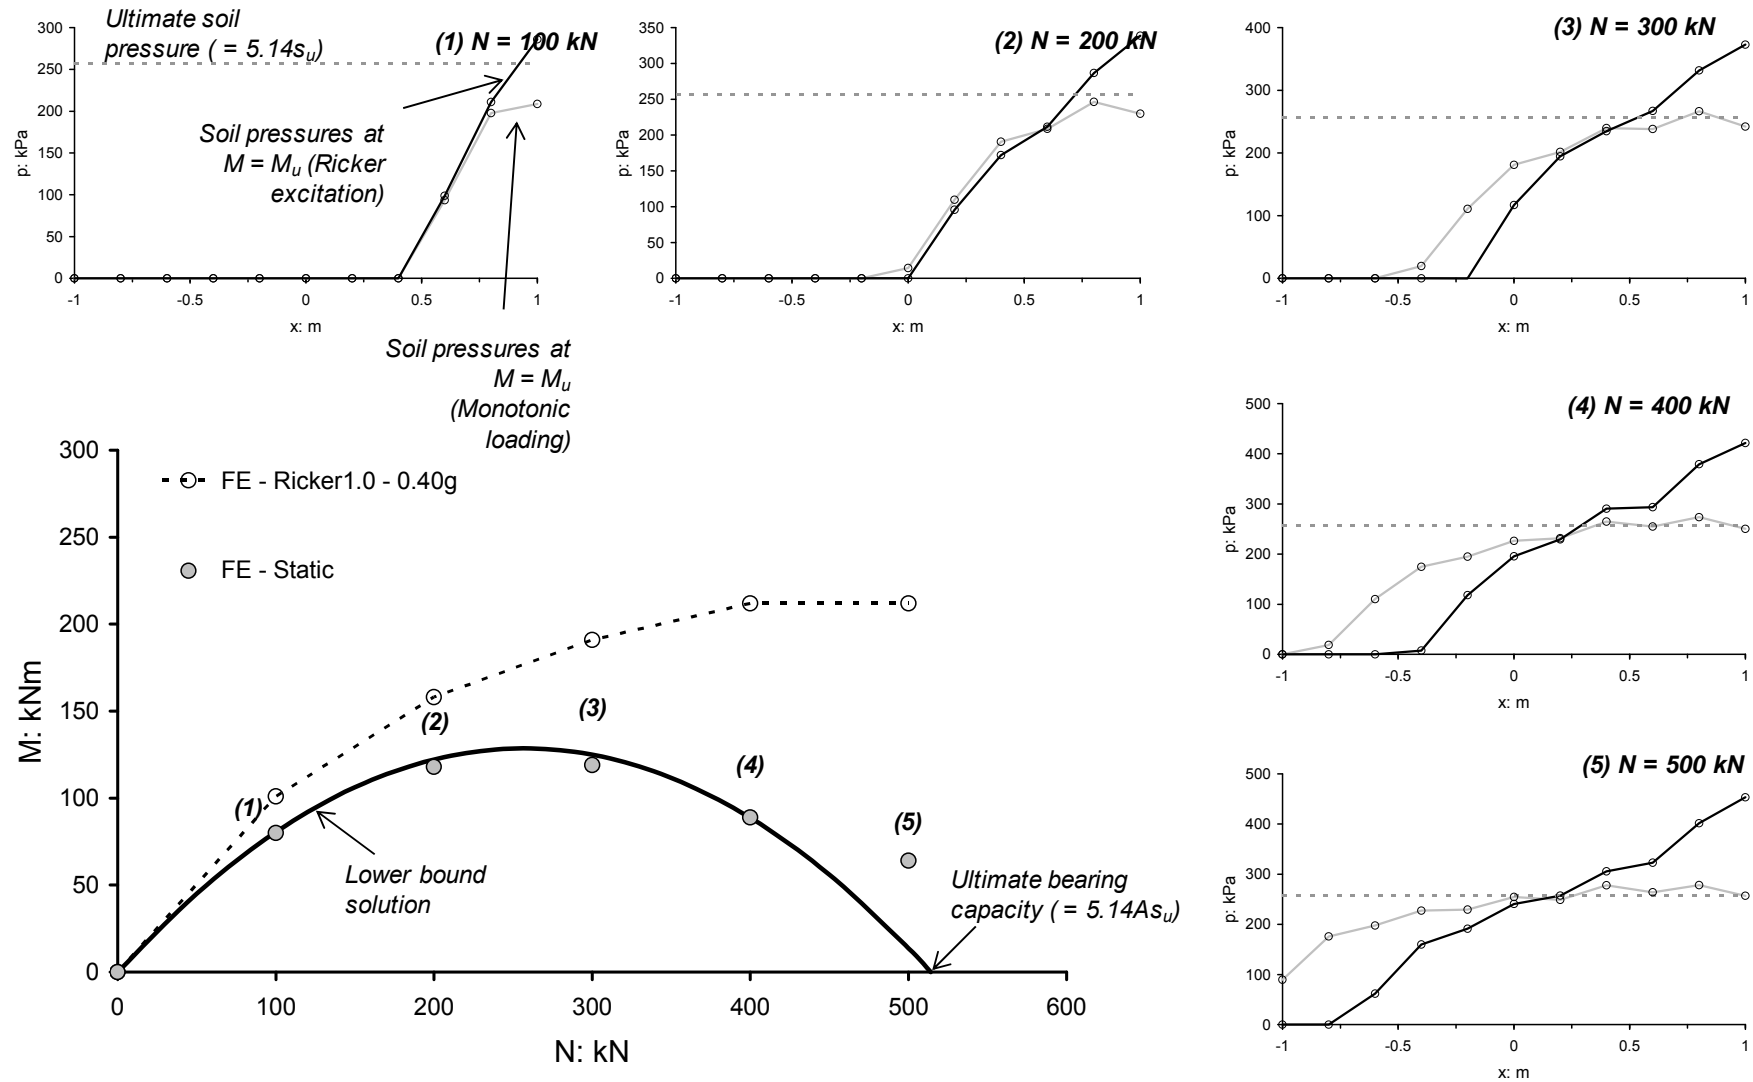 Ultimate soil
pressure ( = 5.14su)
(1) N = 100 kN
300
250
200
150
100
50
0
p: kPa
-1
-0.5
0
0.5
1
x: m
Soil pressures at
M = Mu (Ricker
excitation)
Soil pressures at
M = Mu
(Monotonic
loading)
(2) N = 200 kN
350
300
250
200
150
100
50
0
p: kPa
-1
-0.5
0
0.5
1
x: m
(3) N = 300 kN
400
300
200
100
0
p: kPa
-1
-0.5
0
0.5
1
x: m
(4) N = 400 kN
500
400
300
200
100
0
p: kPa
-1
-0.5
0
0.5
1
x: m
(5) N = 500 kN
500
400
300
200
100
0
p: kPa
-1
-0.5
0
0.5
1
x: m
300
250
200
150
100
50
0
M: kNm
FE - Ricker1.0 - 0.40g
FE - Static
(1)
(2)
(3)
(4)
(5)
Lower bound
solution
Ultimate bearing
capacity ( = 5.14Asu)
0
100
200
300
400
500
600
N: kN